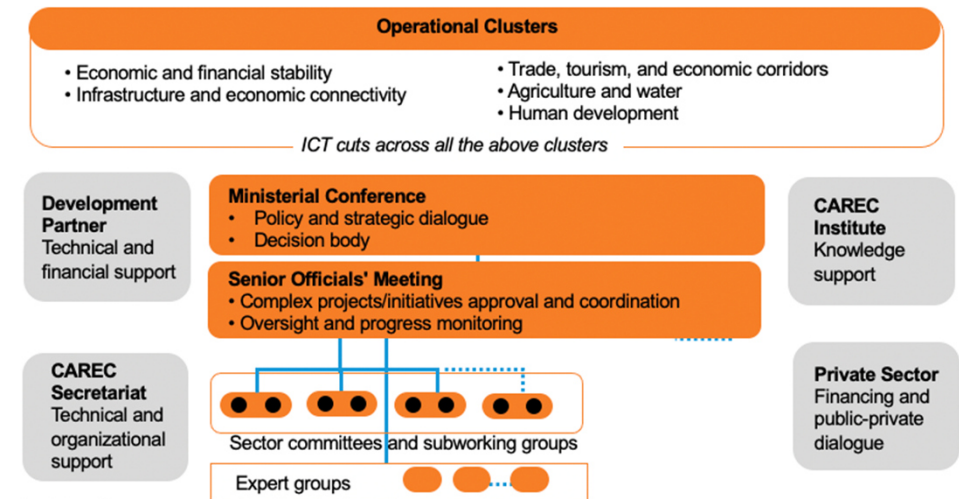 Operational Clusters
• Economic and financial stability
• Infrastructure and economic connectivity
• Trade, tourism, and economic corridors
• Agriculture and water
• Human development
ICT cuts across all the above clusters
Development
Partner
Technical and
financial support
Ministerial Conference
• Policy and strategic dialogue
• Decision body
CAREC
Institute
Knowledge
support
Senior Officials' Meeting
• Complex projects/initiatives approval and coordination
• Oversight and progress monitoring
CAREC
Secretariat
Technical and
organizational
support
Sector committees and subworking groups
Expert groups
Private Sector
Financing and
public-private
dialogue